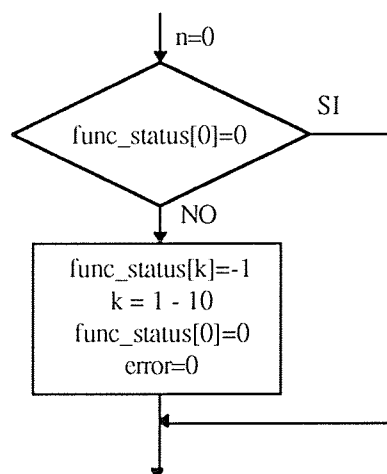 n=0
func_status[0]=0
SI
NO
func_status[k]=-1
k = 1 - 10
func_status[0]=0
error=0